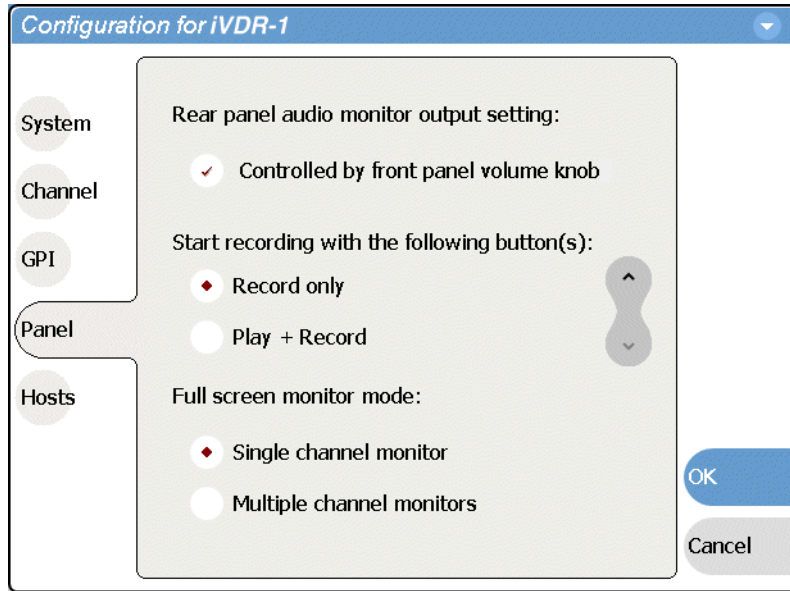 Configuration for iVDR-1
System
Channel
GPI
Panel
Hosts
Rear panel audio monitor output setting:
Controlled by front panel volume knob
Start recording with the following button(s):
Record only
Play + Record
Full screen monitor mode:
Single channel monitor
Multiple channel monitors
OK
Cancel